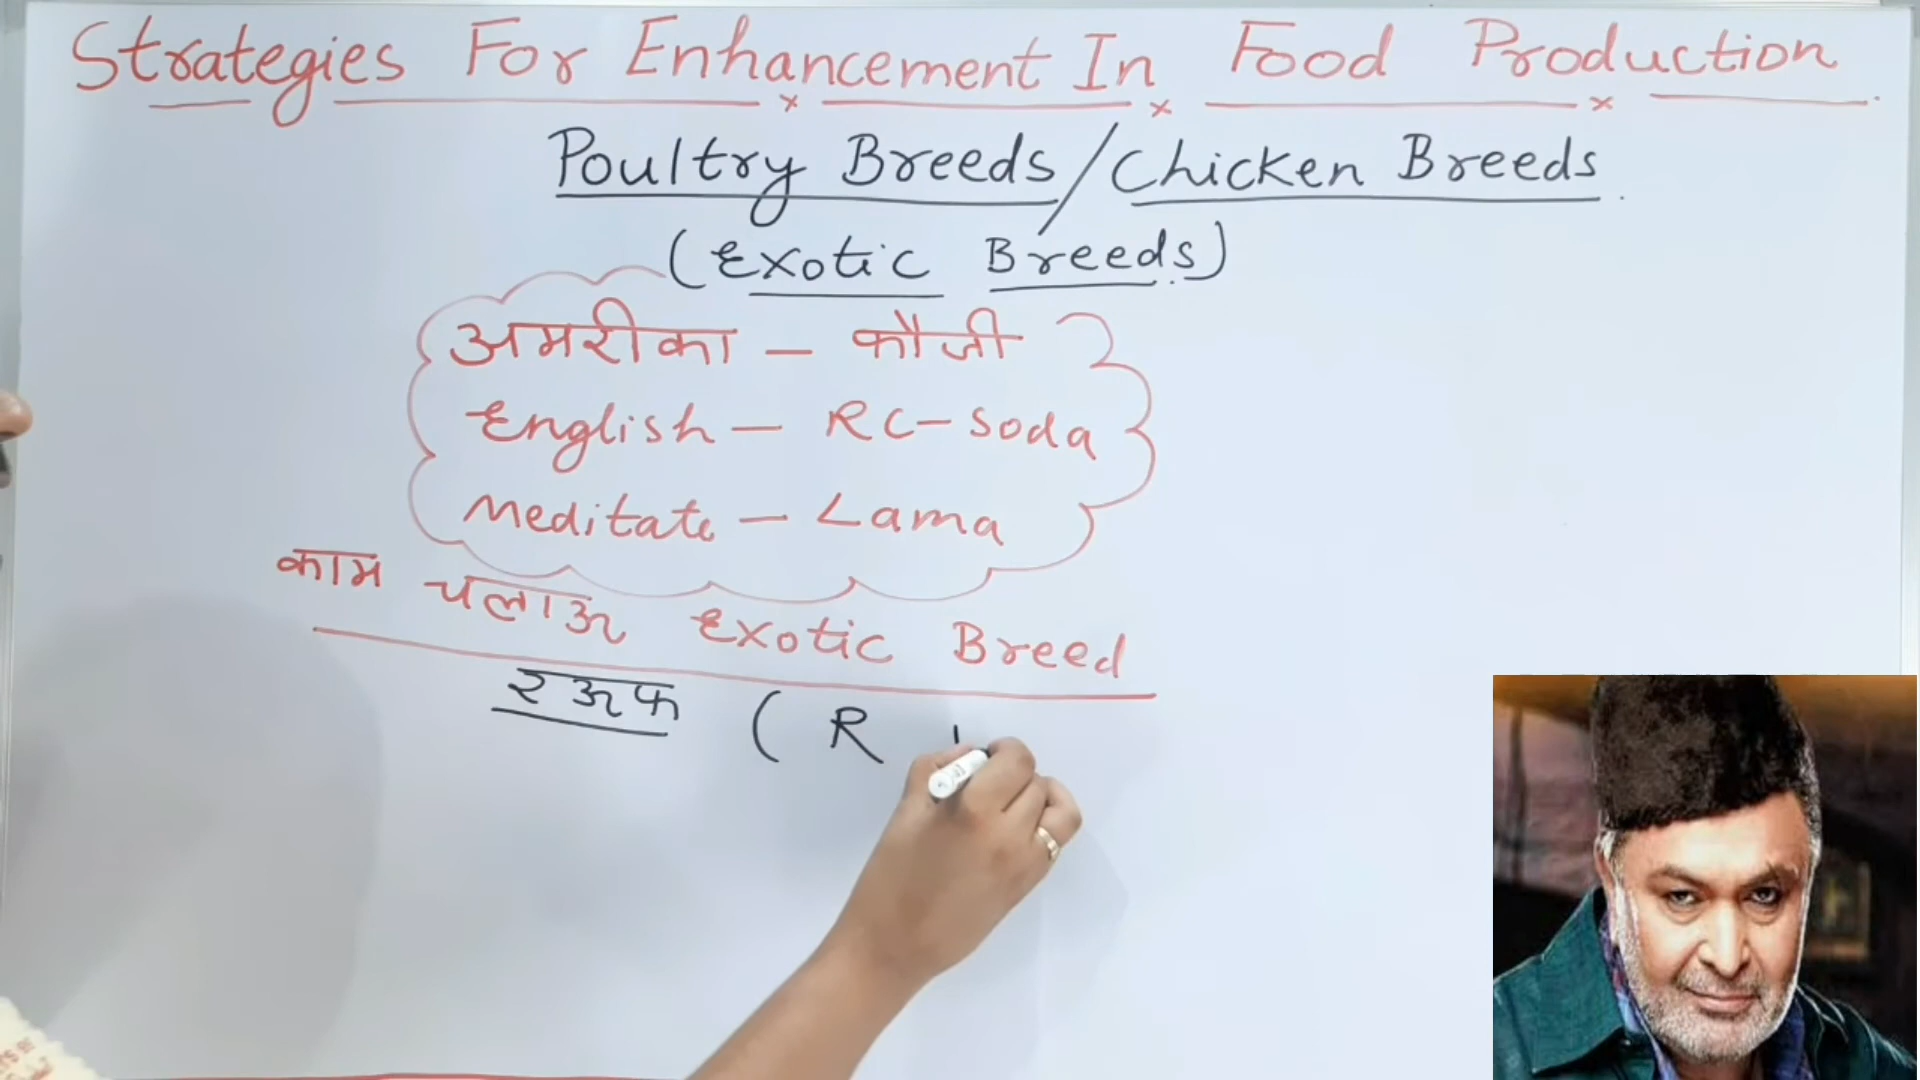 Strategies For Enhancement In Food Production
Poultry Breeds/Chicken Breeds
(Exotic Breeds)
अमरीका – कौजी
English – RC–Soda
Meditate – Lama
काम चलाऊ Exotic Breed
रऊफ ( R